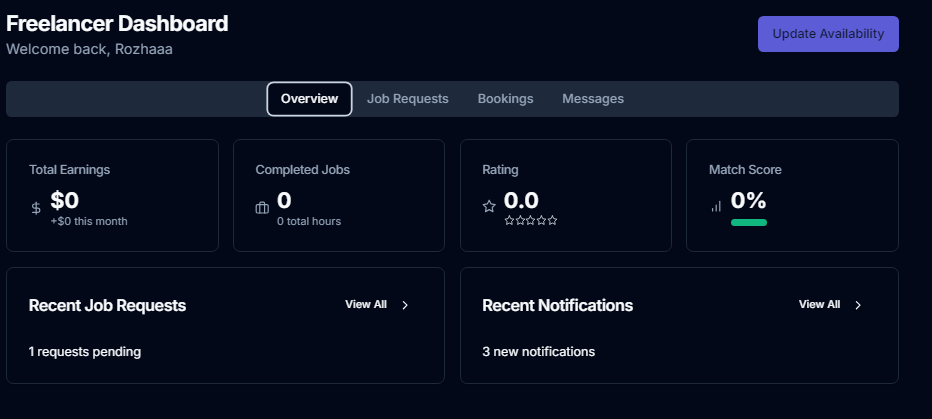 Freelancer Dashboard
Welcome back, Rozhaaa
Update Availability
Overview Job Requests Bookings Messages
Total Earnings
$0
+$0 this month
Completed Jobs
0
0 total hours
Rating
0.0
Match Score
0%
Recent Job Requests
View All
1 requests pending
Recent Notifications
View All
3 new notifications